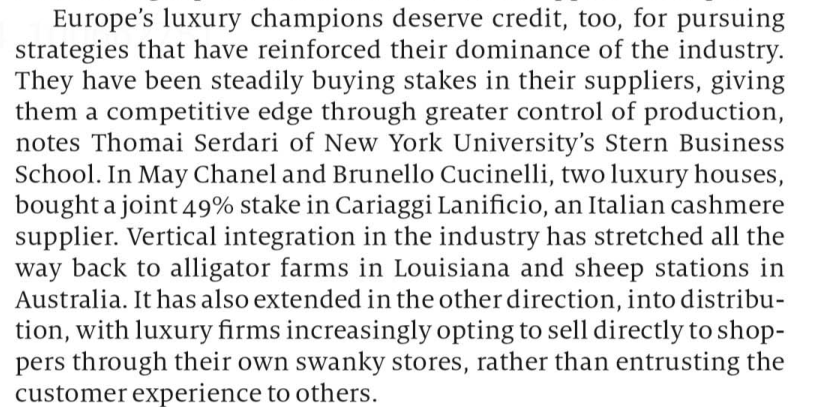 Europe’s luxury champions deserve credit, too, for pursuing
strategies that have reinforced their dominance of the industry.
They have been steadily buying stakes in their suppliers, giving
them a competitive edge through greater control of production,
notes Thomai Serdari of New York University’s Stern Business
School. In May Chanel and Brunello Cucinelli, two luxury houses,
bought a joint 49% stake in Cariaggi Lanificio, an Italian cashmere
supplier. Vertical integration in the industry has stretched all the
way back to alligator farms in Louisiana and sheep stations in
Australia. It has also extended in the other direction, into distribu-
tion, with luxury firms increasingly opting to sell directly to shop-
pers through their own swanky stores, rather than entrusting the
customer experience to others.